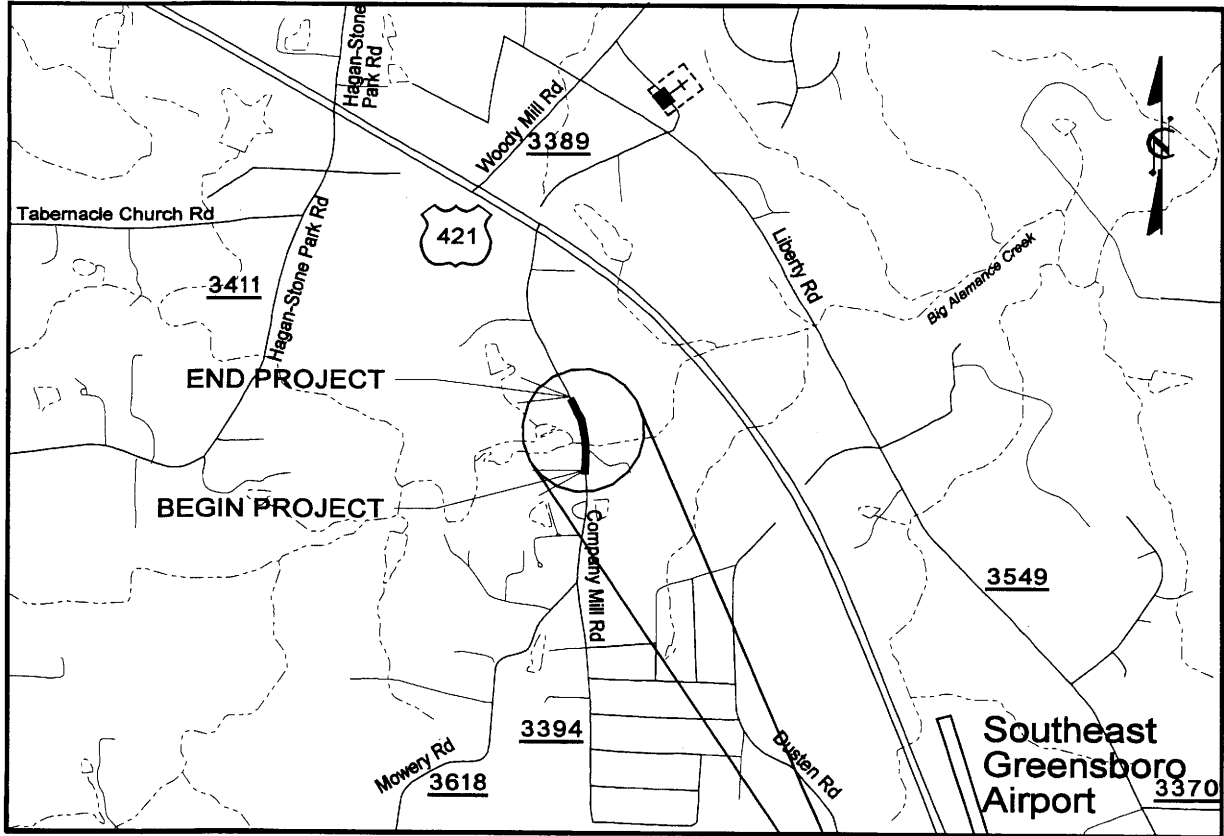 Hagan-Stone
Park Rd
Woody Mill Rd
3389
Tabernacle Church Rd
421
Hagan-Stone Park Rd
3411
Liberty Rd
Big Alamance Creek
END PROJECT
BEGIN PROJECT
Company Mill Rd
3549
3394
Mowery Rd
3618
Dusten Rd
Southeast
Greensboro
Airport
3370